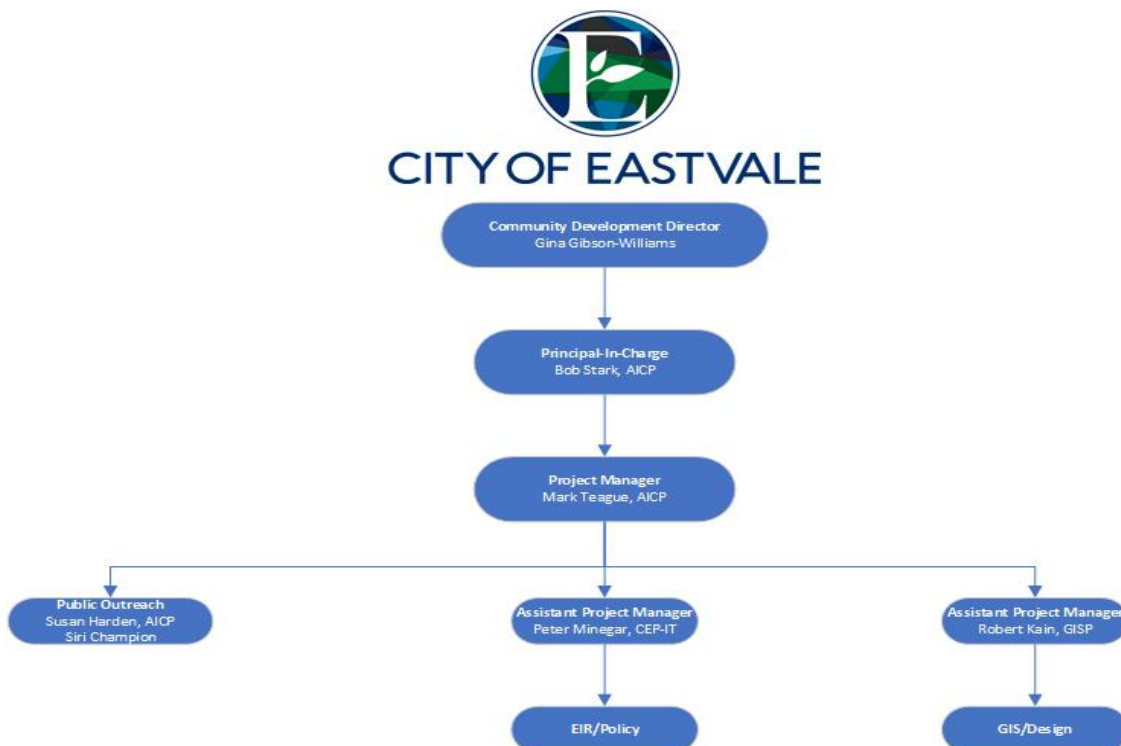 E
CITY OF EASTVALE
Community Development Director
Gina Gibson-Williams
Principal-In-Charge
Bob Stark, AICP
Project Manager
Mark Teague, AICP
Public Outreach
Susan Harden, AICP
Siri Champion
Assistant Project Manager
Peter Minegar, CEP-IT
Assistant Project Manager
Robert Kain, GISP
EIR/Policy
GIS/Design